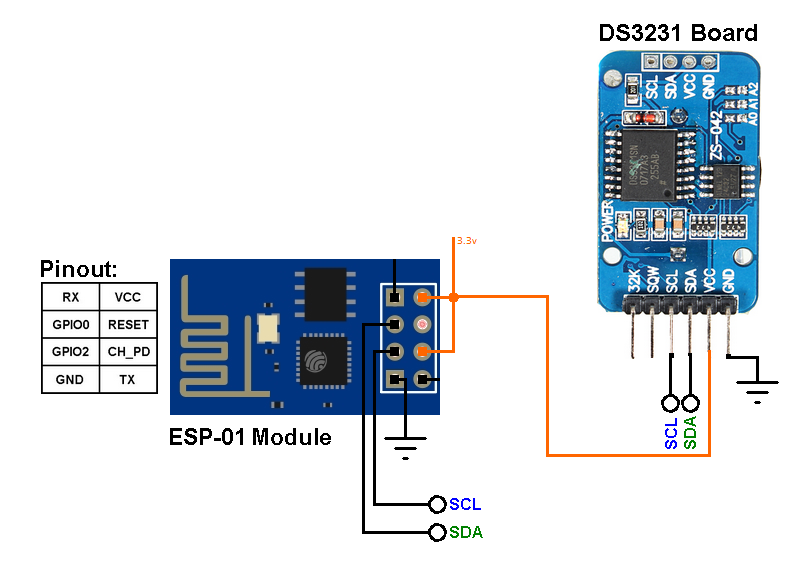 DS3231 Board
SCL SDA VCC GND
A0 A1 A2
ZS-042
255AB
POWER
32K SQW SCL SDA VCC GND
3.3v
Pinout:
RX VCC
GPIO0 RESET
GPIO2 CH_PD
GND TX
ESP-01 Module
SCL
SDA
SCL
SDA